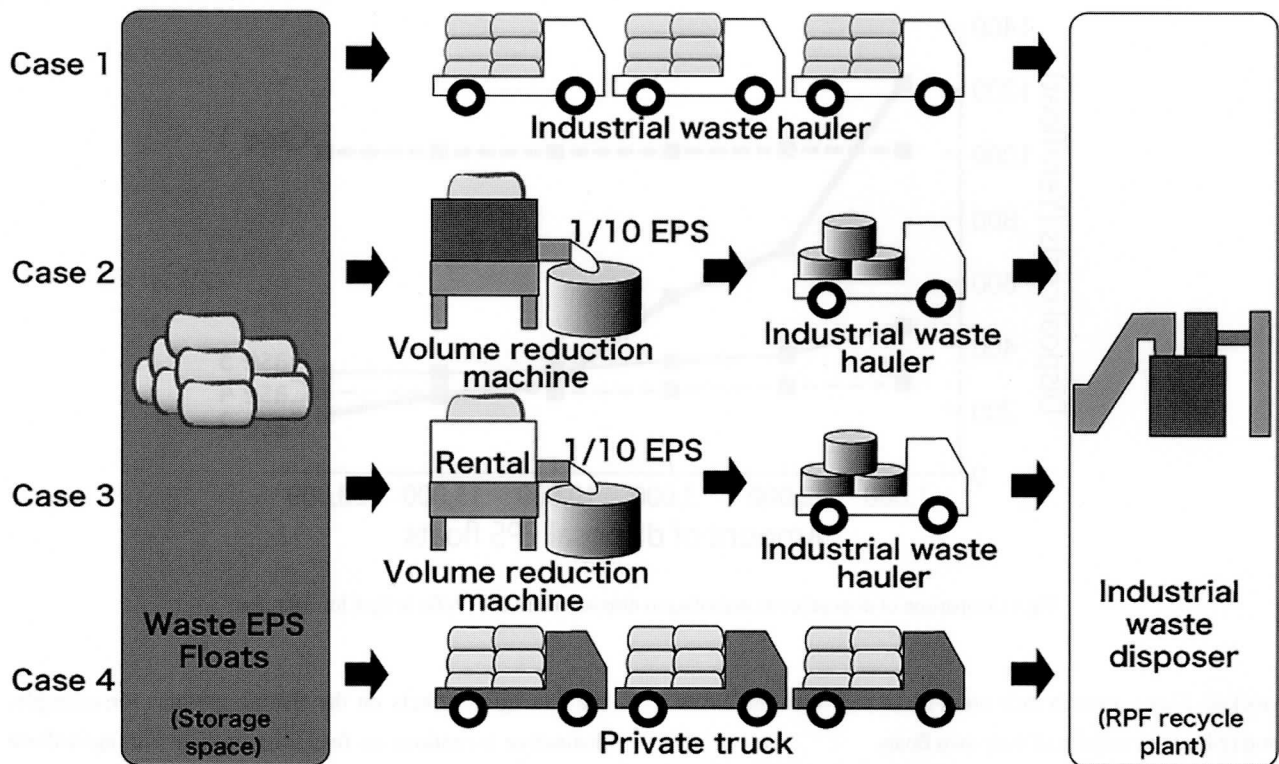 Case 1
Industrial waste hauler
Case 2
1/10 EPS
Volume reduction
machine
Industrial waste
hauler
Case 3
Rental
1/10 EPS
Volume reduction
machine
Industrial waste
hauler
Case 4
Private truck
Waste EPS
Floats
(Storage
space)
Industrial
waste
disposer
(RPF recycle
plant)